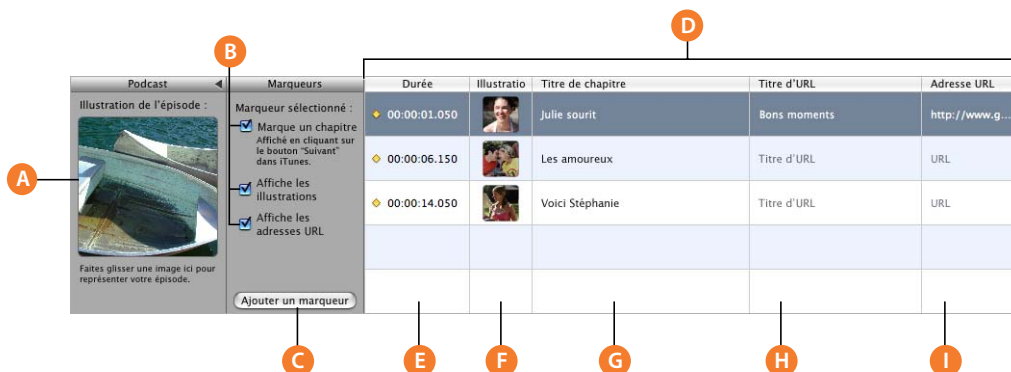 D
B
Podcast
Marqueurs
Durée
Illustratio
Titre de chapitre
Titre d'URL
Adresse URL
Illustration de l'épisode :
Marqueur sélectionné :
Marque un chapitre
Affiché en cliquant sur
le bouton "Suivant"
dans iTunes.
Affiche les
illustrations
Affiche les
adresses URL
A
Faites glisser une image ici pour
représenter votre épisode.
Ajouter un marqueur
00:00:01.050
Julie sourit
Bons moments
http://www.g...
00:00:06.150
Les amoureux
Titre d'URL
URL
00:00:14.050
Voici Stéphanie
Titre d'URL
URL
C
E
F
G
H
I